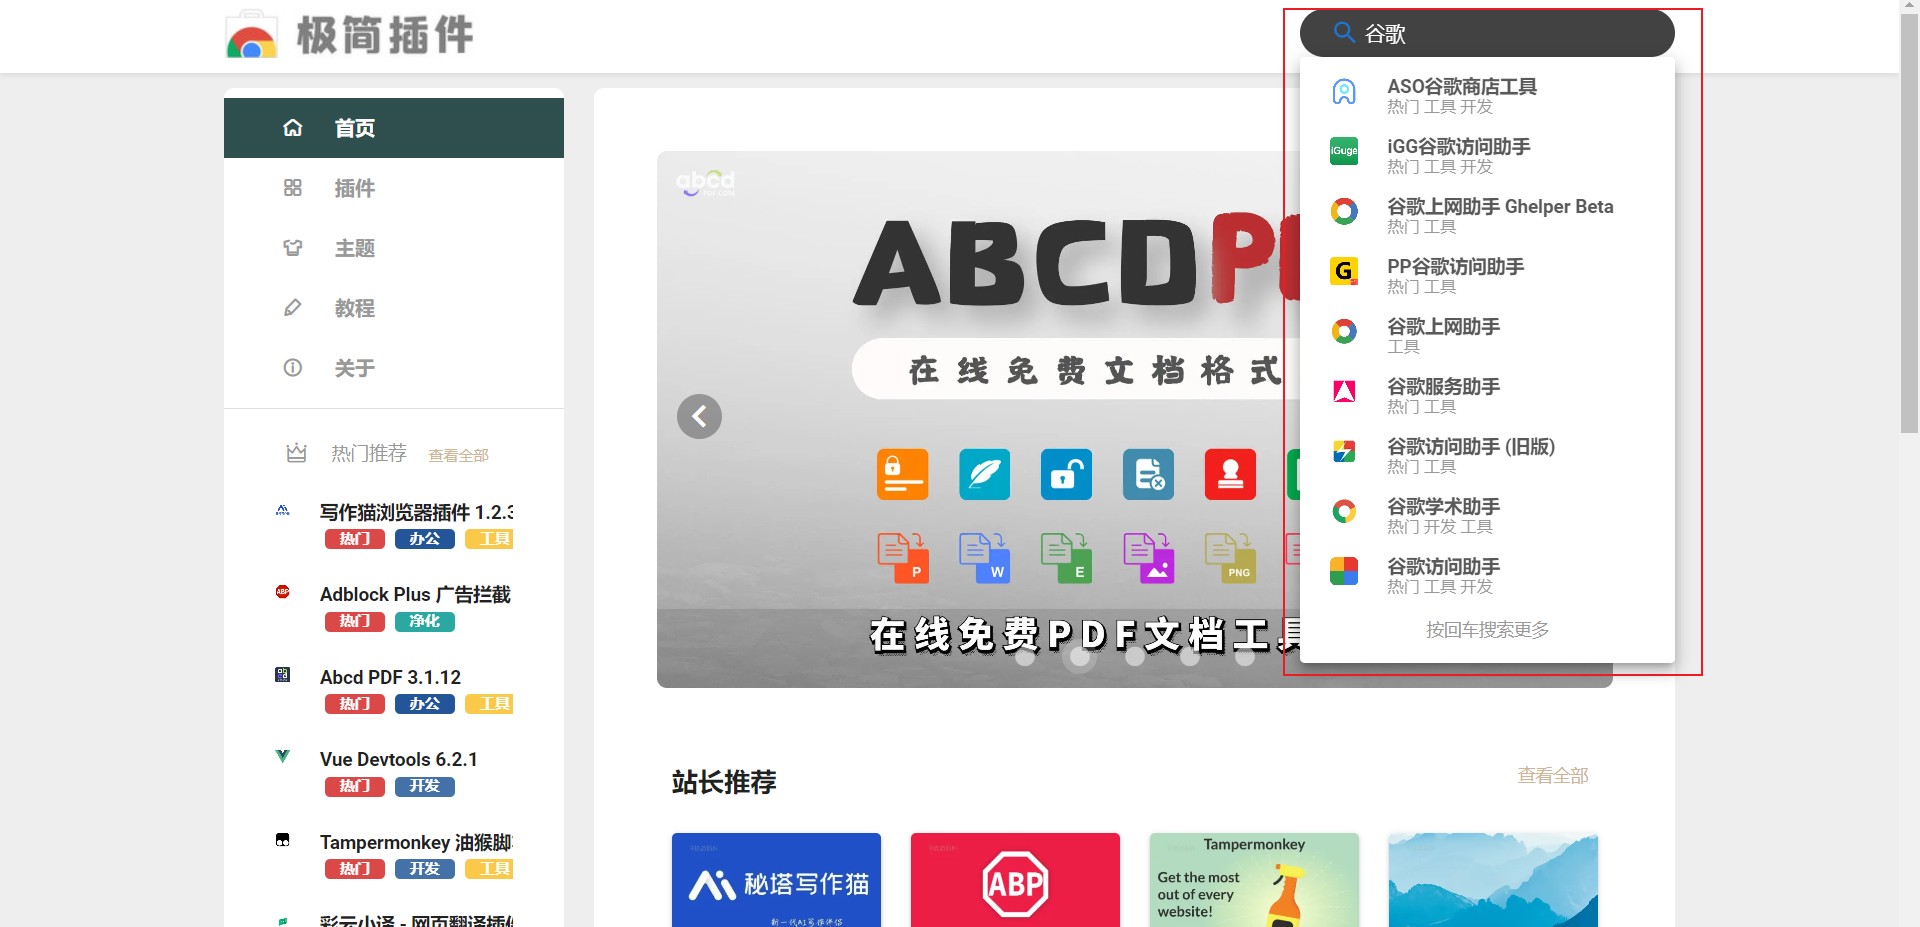 极简插件
谷歌
首页
插件
主题
教程
关于
热门推荐 查看全部
写作猫浏览器插件 1.2.3
热门 办公 工具
Adblock Plus 广告拦截
热门 净化
Abcd PDF 3.1.12
热门 办公 工具
Vue Devtools 6.2.1
热门 开发
Tampermonkey 油猴脚
热门 开发 工具
彩云小译 - 网页翻译插件
abcd
ABCDP
在线免费文档格式
P W E PNG
在线免费PDF文档工具
ASO谷歌商店工具
热门 工具 开发
iGuge
iGG谷歌访问助手
热门 工具 开发
谷歌上网助手 Ghelper Beta
热门 工具
G
PP谷歌访问助手
热门 工具
谷歌上网助手
工具
谷歌服务助手
热门 工具
谷歌访问助手 (旧版)
热门 工具
谷歌学术助手
热门 开发 工具
谷歌访问助手
热门 工具 开发
按回车搜索更多
站长推荐
查看全部
秘塔写作猫
新一代AI写作伴侣
ABP
Tampermonkey
Get the most
out of every
website!